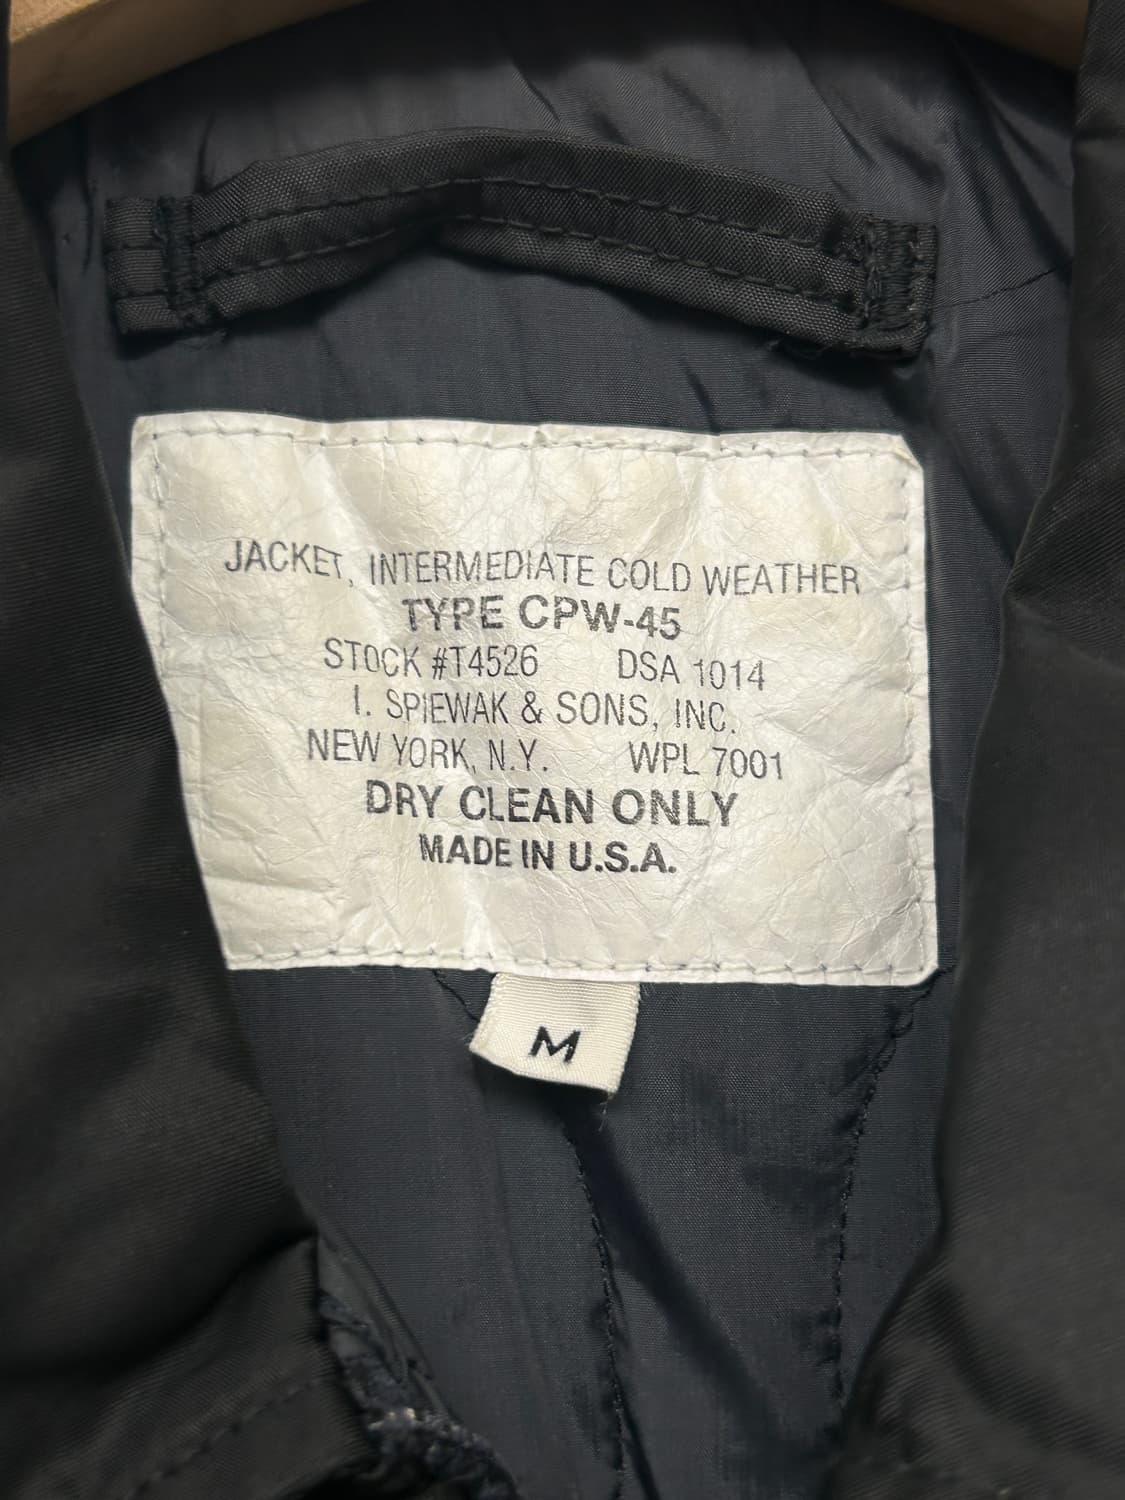 JACKET, INTERMEDIATE COLD WEATHER
TYPE CPW-45
STOCK #T4526 DSA 1014
I. SPIEWAK & SONS, INC.
NEW YORK, N.Y. WPL 7001
DRY CLEAN ONLY
MADE IN U.S.A.
M